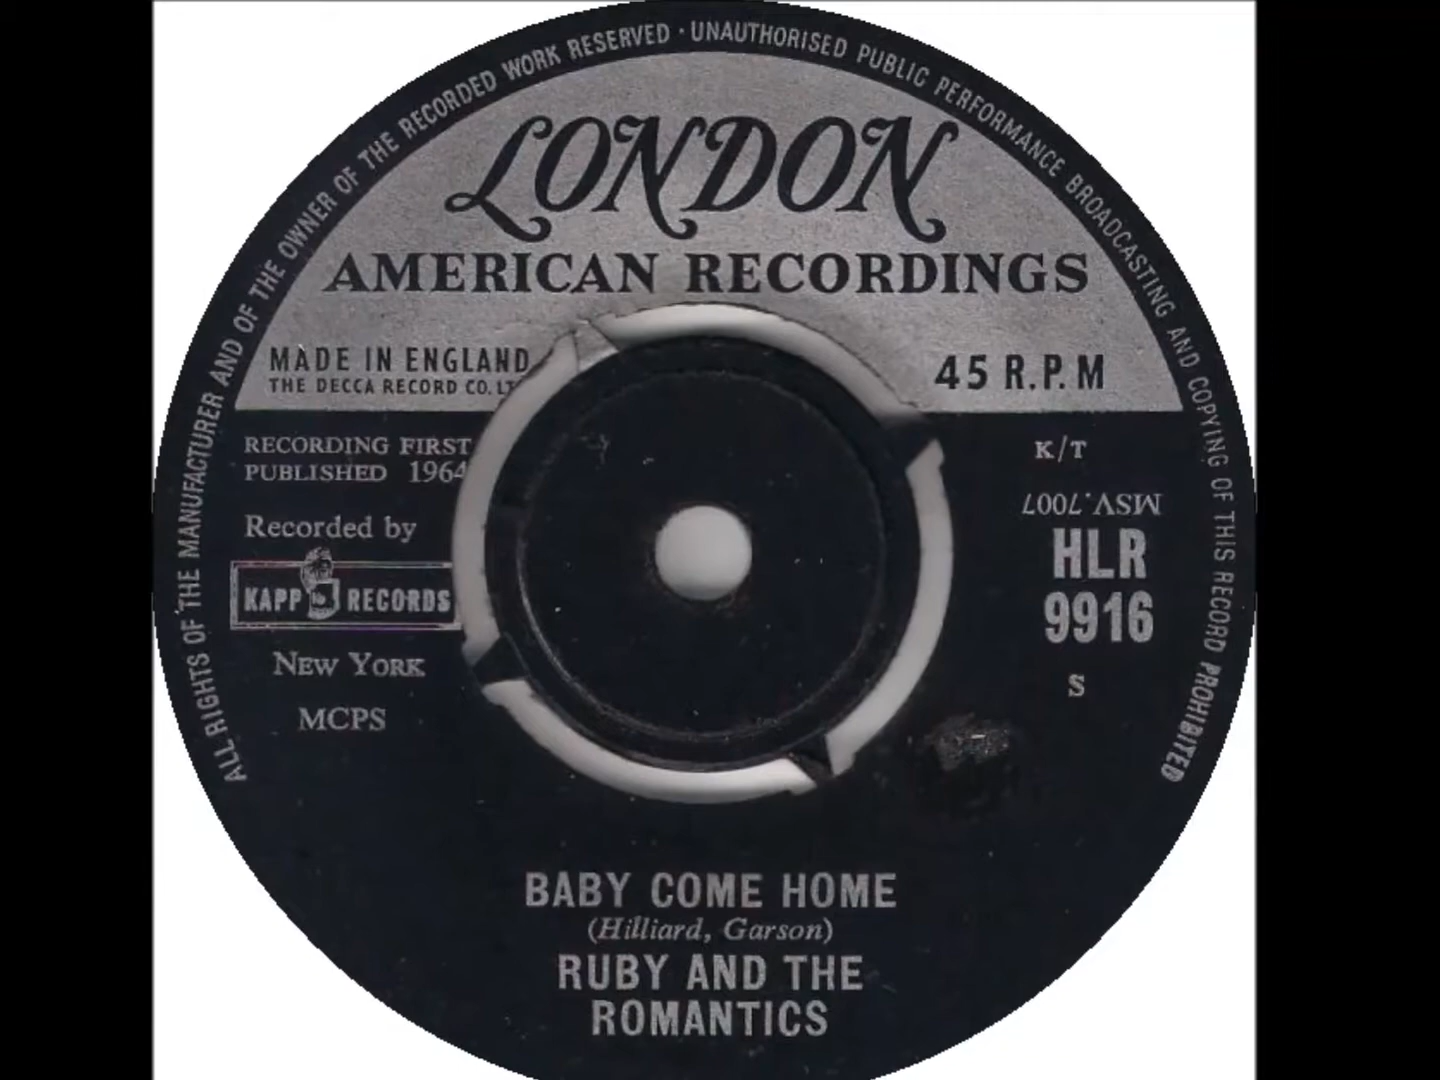 ALL RIGHTS OF THE MANUFACTURER AND OF THE OWNER OF THE RECORDED WORK RESERVED · UNAUTHORISED PUBLIC PERFORMANCE BROADCASTING AND COPYING OF THIS RECORD PROHIBITED
LONDON
AMERICAN RECORDINGS
MADE IN ENGLAND
THE DECCA RECORD CO. LT
45 R.P.M
RECORDING FIRST
PUBLISHED 1964
K/T
MSV.7007
Recorded by
HLR
KAPP RECORDS
9916
NEW YORK
S
MCPS
BABY COME HOME
(Hilliard, Garson)
RUBY AND THE
ROMANTICS